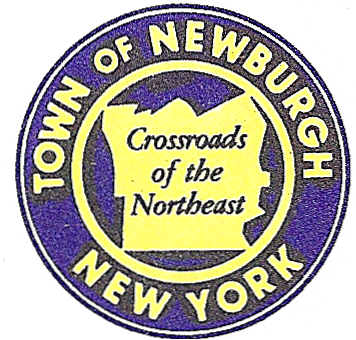 TOWN OF NEWBURGH
Crossroads
of the
Northeast
NEW YORK